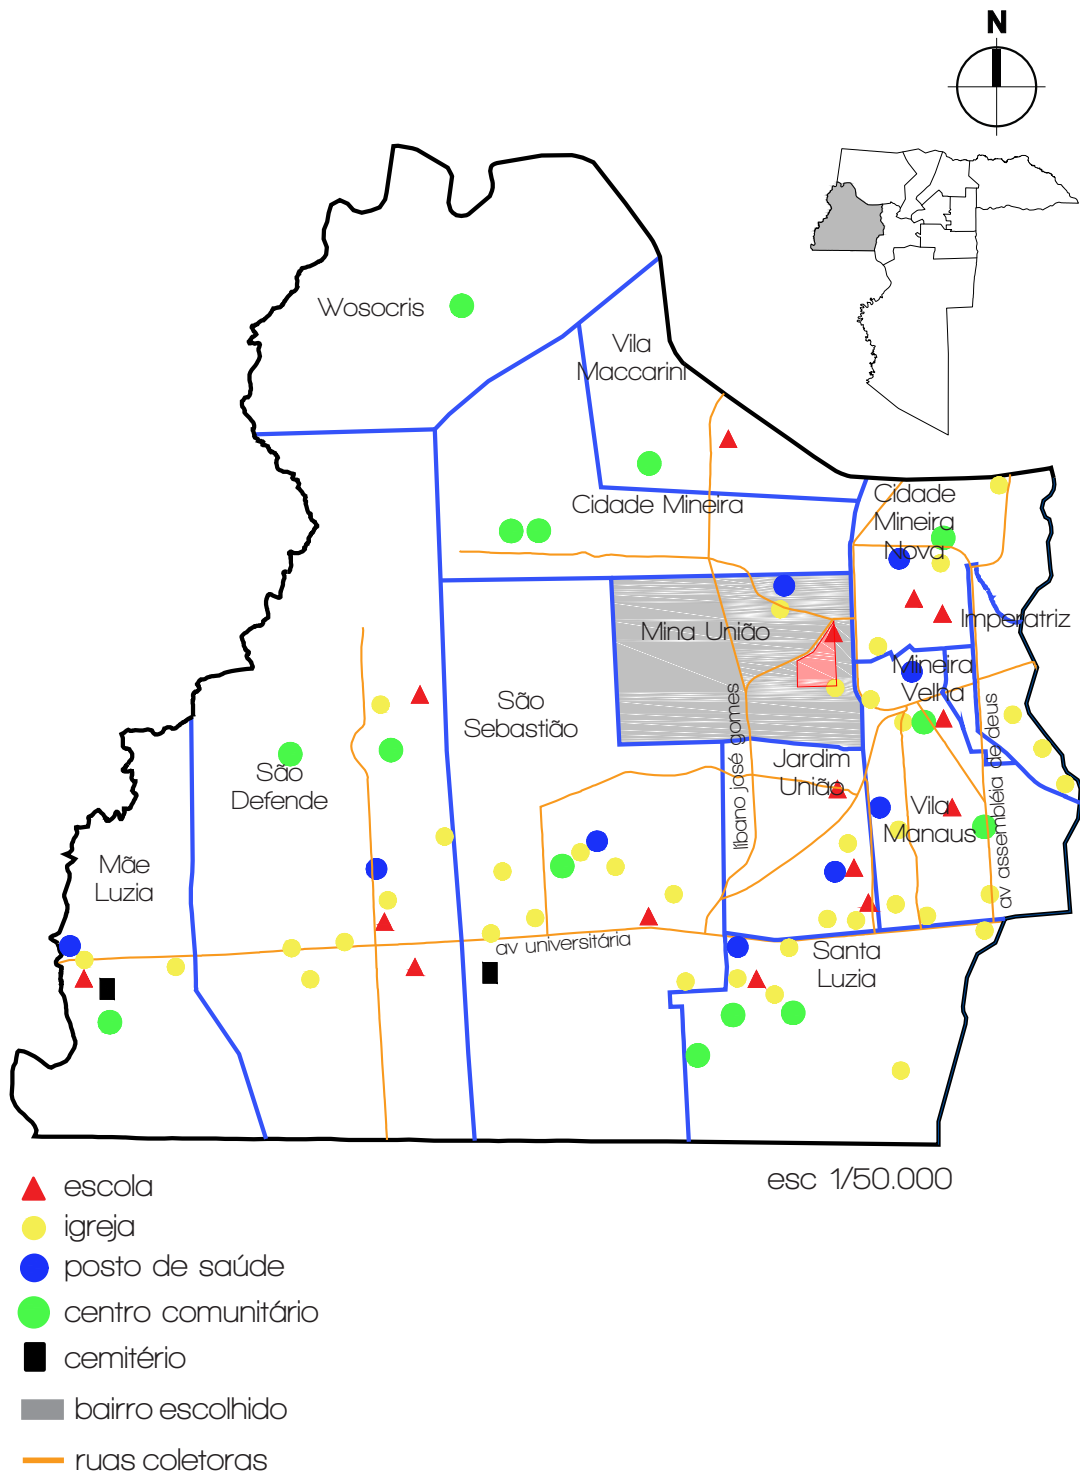 N
Wosocris
Vila
Maccarini
Cidade Mineira
Cidade
Mineira
Nova
Imperatriz
Mina União
Mineira
Velha
São
Sebastião
líbano josé gomes
av assembléia de deus
Jardim
União
São
Defende
Vila
Manaus
Mãe
Luzia
av universitária
Santa
Luzia
esc 1/50.000
escola
igreja
posto de saúde
centro comunitário
cemitério
bairro escolhido
ruas coletoras